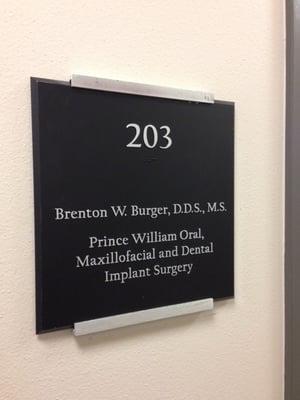 203
Brenton W. Burger, D.D.S., M.S.
Prince William Oral,
Maxillofacial and Dental
Implant Surgery